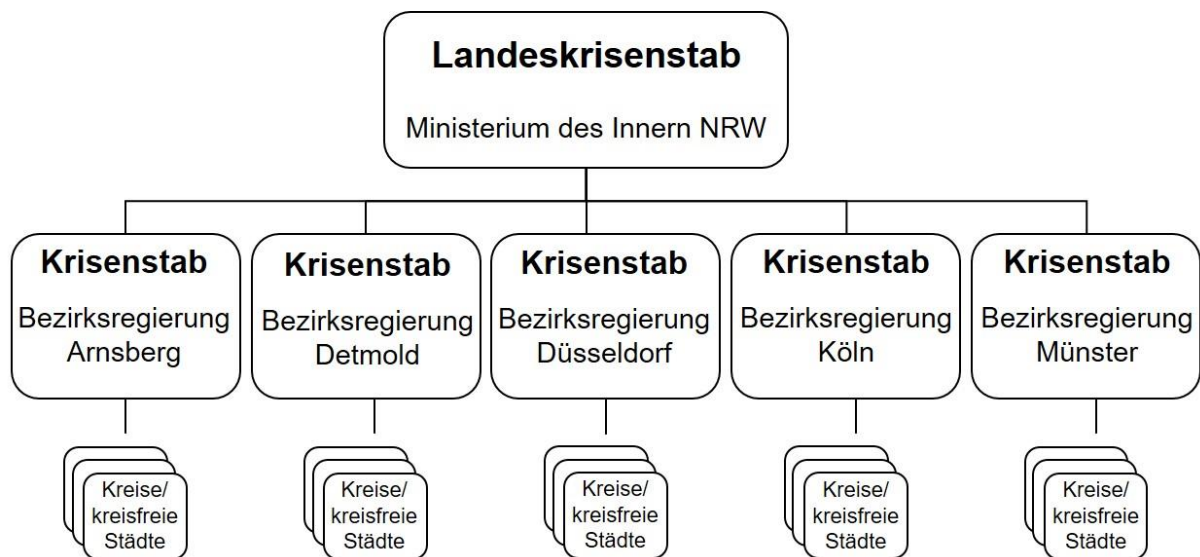 Landeskrisenstab
Ministerium des Innern NRW
Krisenstab
Bezirksregierung
Arnsberg
Krisenstab
Bezirksregierung
Detmold
Krisenstab
Bezirksregierung
Düsseldorf
Krisenstab
Bezirksregierung
Köln
Krisenstab
Bezirksregierung
Münster
Kreise/
kreisfreie
Städte
Kreise/
kreisfreie
Städte
Kreise/
kreisfreie
Städte
Kreise/
kreisfreie
Städte
Kreise/
kreisfreie
Städte